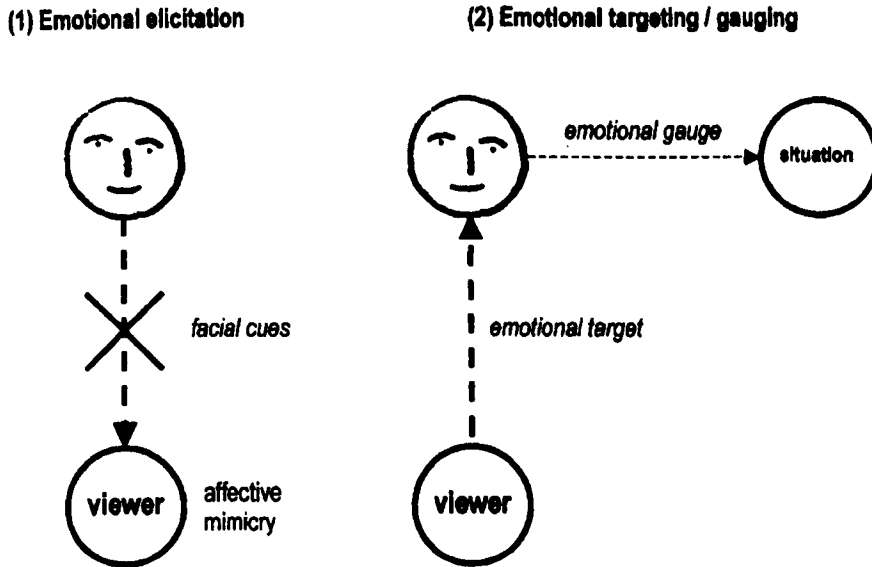 (1) Emotional elicitation
(2) Emotional targeting / gauging
emotional gauge
situation
facial cues
emotional target
viewer
affective
mimicry
viewer